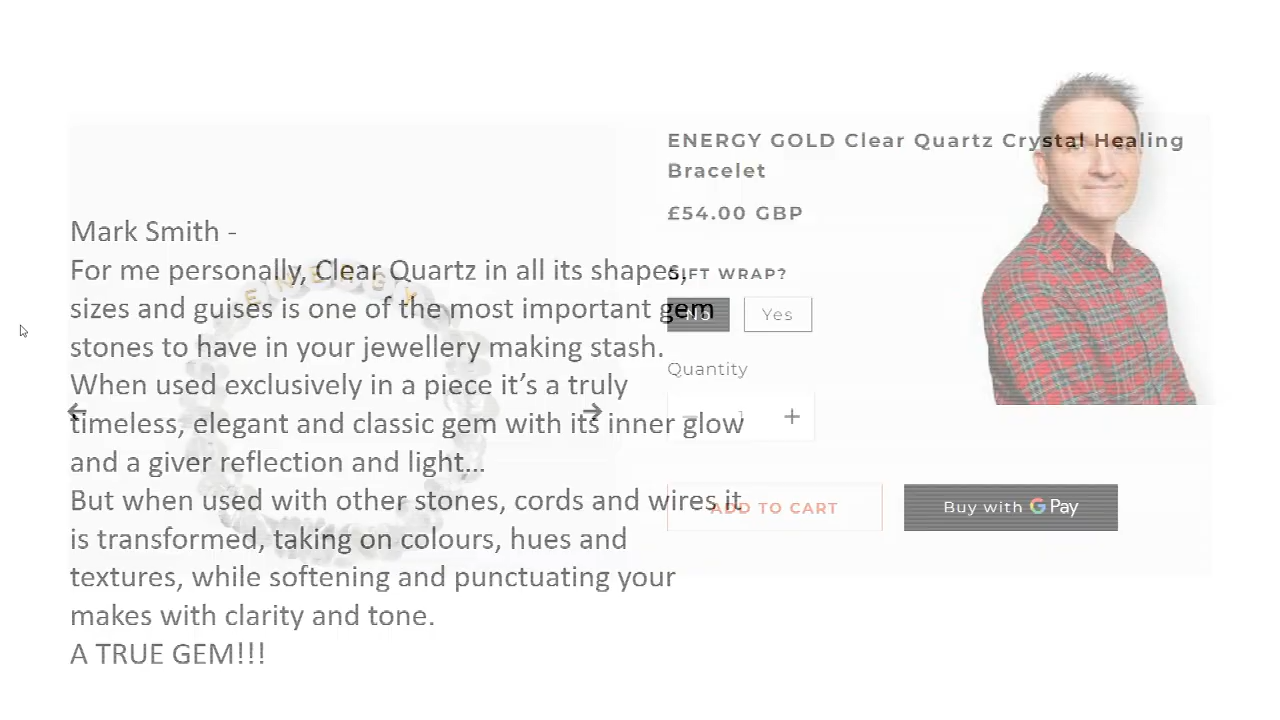 ENERGY GOLD Clear Quartz Crystal Healing
Bracelet
£54.00 GBP
GIFT WRAP?
No
Yes
Quantity
1
ADD TO CART
Buy with G Pay
ENERGY
Mark Smith -
For me personally, Clear Quartz in all its shapes,
sizes and guises is one of the most important gem
stones to have in your jewellery making stash.
When used exclusively in a piece it’s a truly
timeless, elegant and classic gem with its inner glow
and a giver reflection and light…
But when used with other stones, cords and wires it
is transformed, taking on colours, hues and
textures, while softening and punctuating your
makes with clarity and tone.
A TRUE GEM!!!